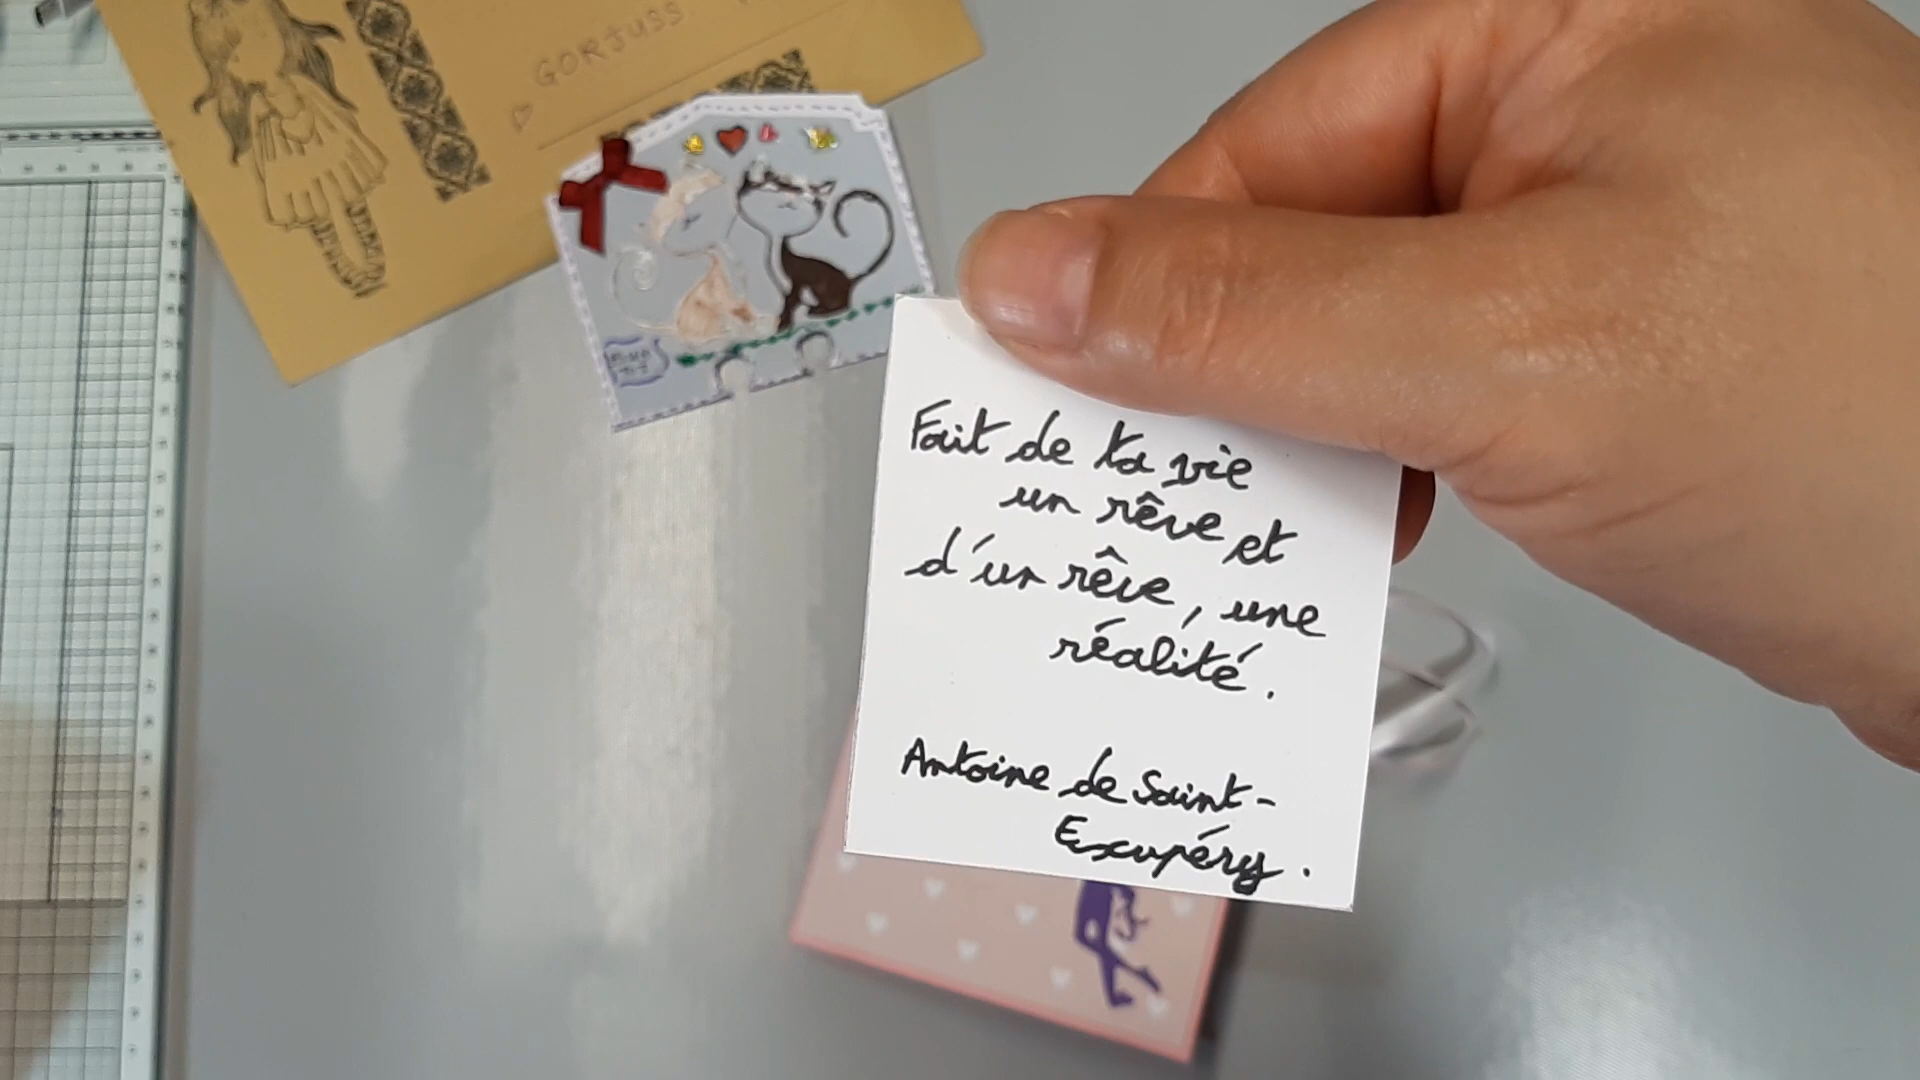 GORJUSS.
Fait de ta vie
un rêve et
d'un rêve, une
réalité.
Antoine de Saint-
Exupéry.